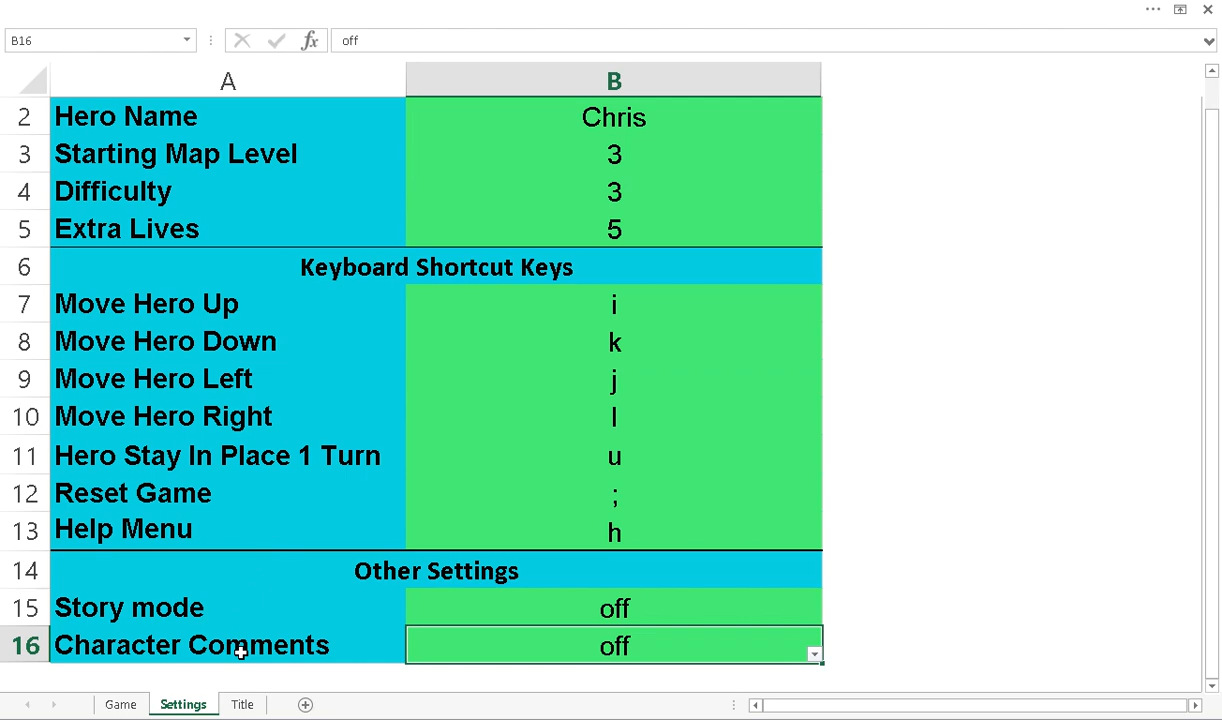 B16 fx off
A B
2 Hero Name Chris
3 Starting Map Level 3
4 Difficulty 3
5 Extra Lives 5
6 Keyboard Shortcut Keys
7 Move Hero Up i
8 Move Hero Down k
9 Move Hero Left j
10 Move Hero Right l
11 Hero Stay In Place 1 Turn u
12 Reset Game ;
13 Help Menu h
14 Other Settings
15 Story mode off
16 Character Comments off
Game Settings Title